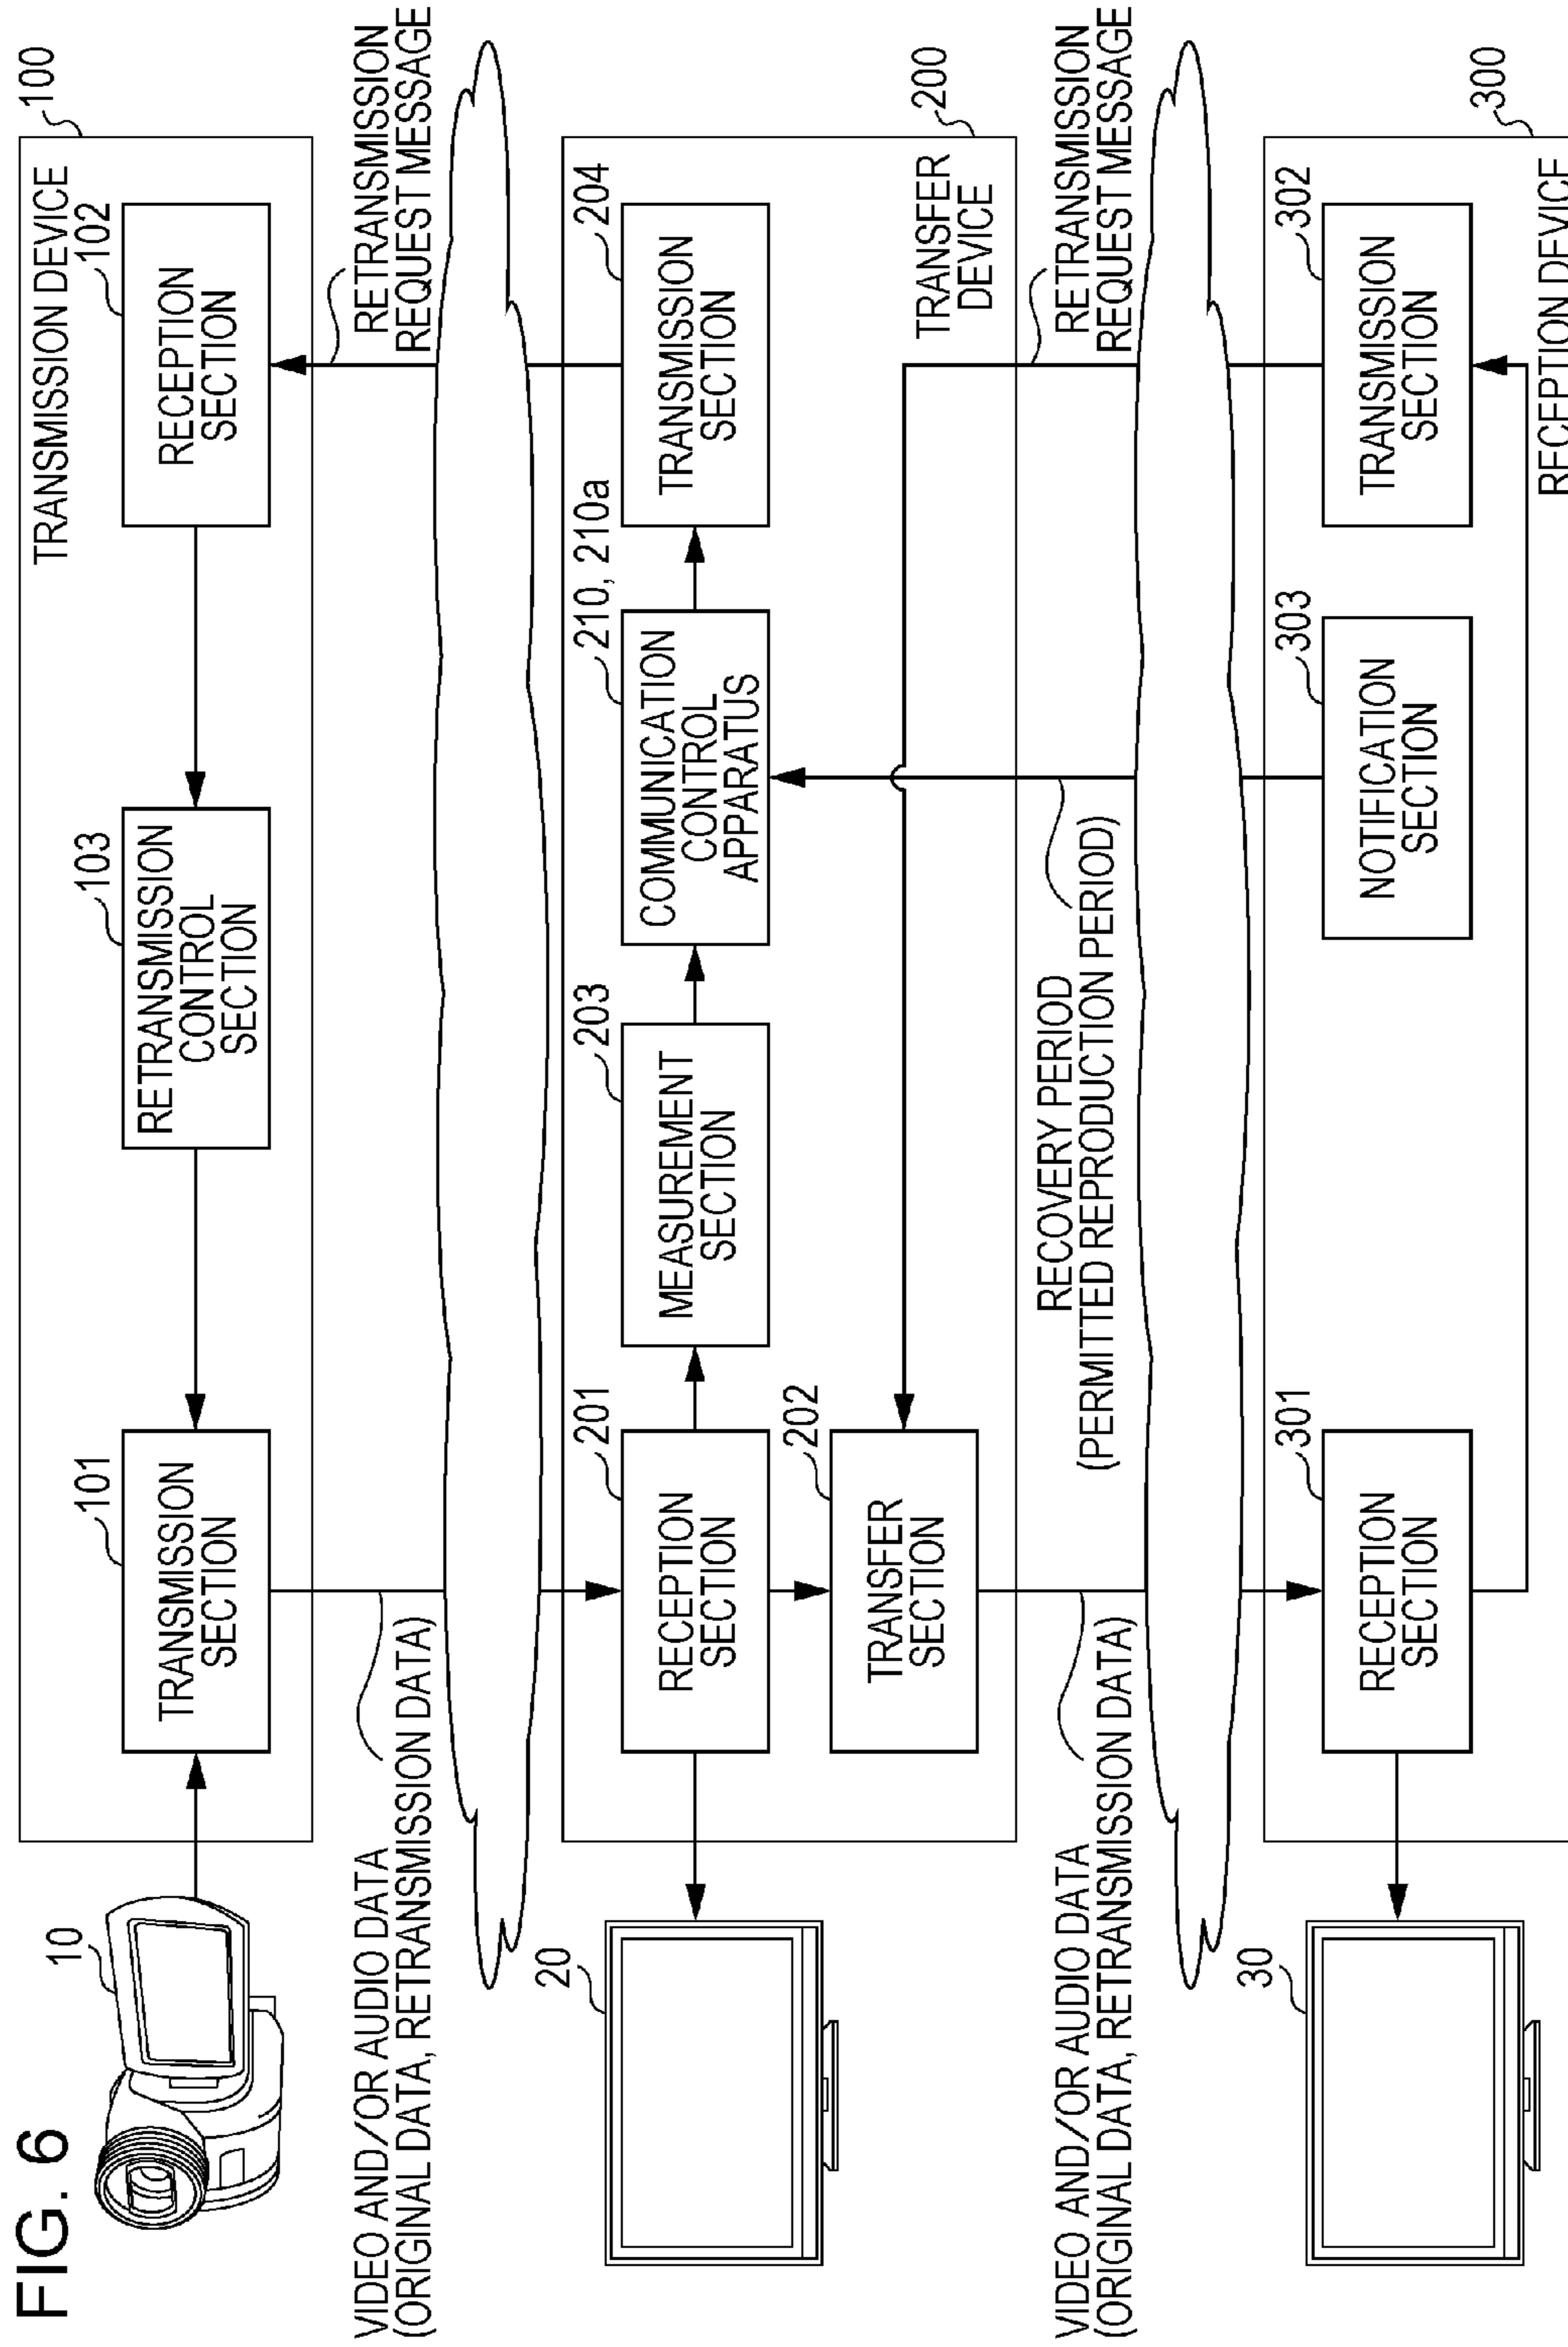 FIG. 6
10
TRANSMISSION DEVICE
100
101
TRANSMISSION
SECTION
103
RETRANSMISSION
CONTROL
SECTION
102
RECEPTION
SECTION
VIDEO AND/OR AUDIO DATA
(ORIGINAL DATA, RETRANSMISSION DATA)
RETRANSMISSION
REQUEST MESSAGE
20
201
RECEPTION
SECTION
203
MEASUREMENT
SECTION
210, 210a
COMMUNICATION
CONTROL
APPARATUS
204
TRANSMISSION
SECTION
202
TRANSFER
SECTION
TRANSFER
DEVICE
200
VIDEO AND/OR AUDIO DATA
(ORIGINAL DATA, RETRANSMISSION DATA)
RECOVERY PERIOD
(PERMITTED REPRODUCTION PERIOD)
RETRANSMISSION
REQUEST MESSAGE
30
301
RECEPTION
SECTION
303
NOTIFICATION
SECTION
302
TRANSMISSION
SECTION
300
RECEPTION DEVICE